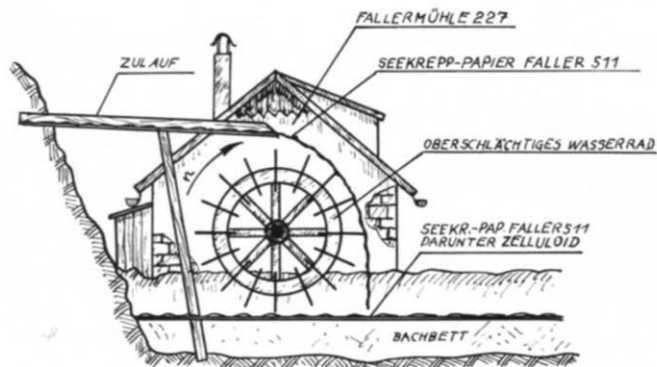 FALLERMÜHLE 227
ZULAUF
SEEKREPP-PAPIER FALLER 511
OBERSCHLÄCHTIGES WASSERRAD
n
SEEKR.-PAP. FALLER 511
DARUNTER ZELLULOID
BACHBETT